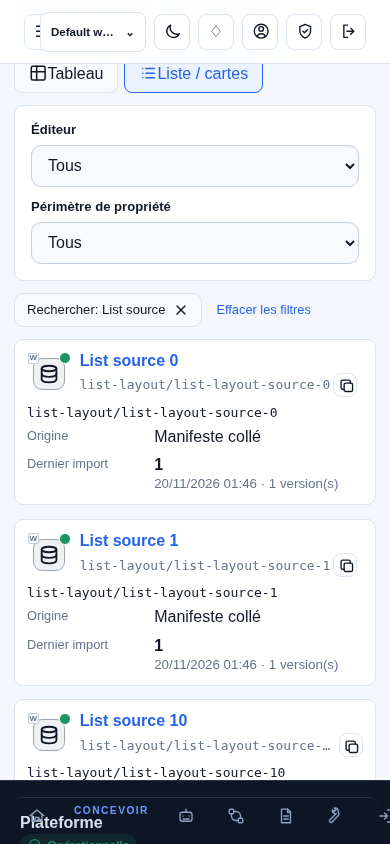 Default w... ⌄
Tableau
Liste / cartes
Éditeur
Tous
Périmètre de propriété
Tous
Rechercher: List source ✕
Effacer les filtres
W
List source 0
list-layout/list-layout-source-0
list-layout/list-layout-source-0
Origine
Manifeste collé
Dernier import
1
20/11/2026 01:46 · 1 version(s)
W
List source 1
list-layout/list-layout-source-1
list-layout/list-layout-source-1
Origine
Manifeste collé
Dernier import
1
20/11/2026 01:46 · 1 version(s)
W
List source 10
list-layout/list-layout-source-…
list-layout/list-layout-source-10
CONCEVOIR
Plateforme
Opérationnelle